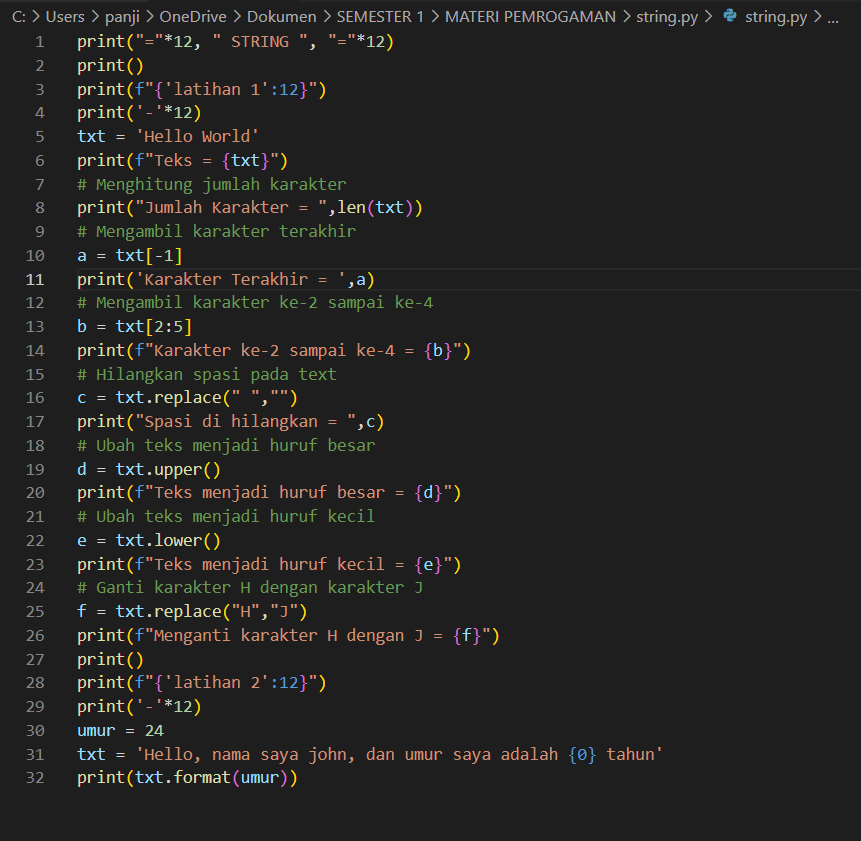 C: > Users > panji > OneDrive > Dokumen > SEMESTER 1 > MATERI PEMROGAMAN > string.py > string.py > ...
1 print("="*12, " STRING ", "="*12)
2 print()
3 print(f"{'latihan 1':12}")
4 print('-'*12)
5 txt = 'Hello World'
6 print(f"Teks = {txt}")
7 # Menghitung jumlah karakter
8 print("Jumlah Karakter = ",len(txt))
9 # Mengambil karakter terakhir
10 a = txt[-1]
11 print('Karakter Terakhir = ',a)
12 # Mengambil karakter ke-2 sampai ke-4
13 b = txt[2:5]
14 print(f"Karakter ke-2 sampai ke-4 = {b}")
15 # Hilangkan spasi pada text
16 c = txt.replace(" ","")
17 print("Spasi di hilangkan = ",c)
18 # Ubah teks menjadi huruf besar
19 d = txt.upper()
20 print(f"Teks menjadi huruf besar = {d}")
21 # Ubah teks menjadi huruf kecil
22 e = txt.lower()
23 print(f"Teks menjadi huruf kecil = {e}")
24 # Ganti karakter H dengan karakter J
25 f = txt.replace("H","J")
26 print(f"Menganti karakter H dengan J = {f}")
27 print()
28 print(f"{'latihan 2':12}")
29 print('-'*12)
30 umur = 24
31 txt = 'Hello, nama saya john, dan umur saya adalah {0} tahun'
32 print(txt.format(umur))